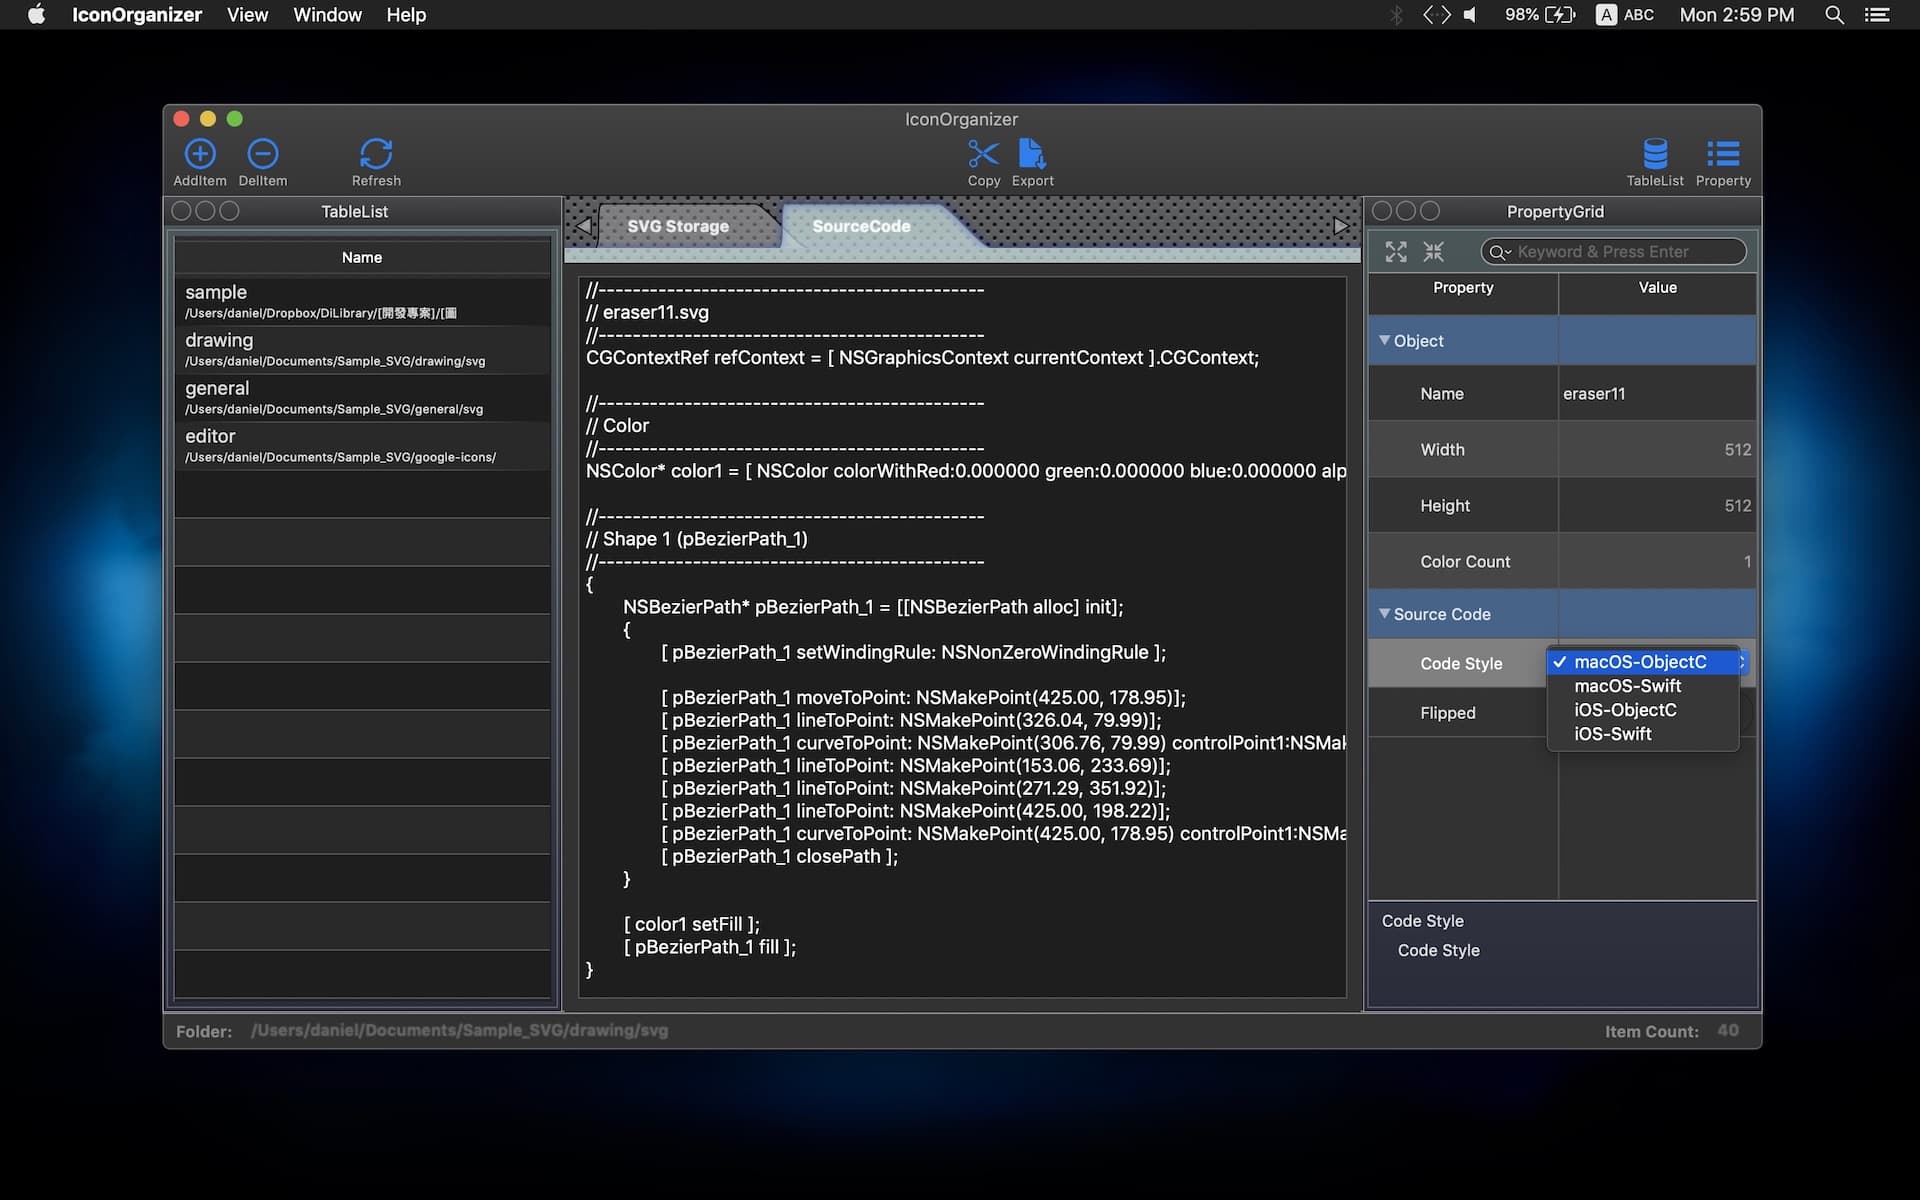 IconOrganizer View Window Help
98% A ABC Mon 2:59 PM
IconOrganizer
AddItem DelItem Refresh Copy Export TableList Property
TableList
Name
sample
/Users/daniel/Dropbox/DiLibrary/[開發專案]/[圖
drawing
/Users/daniel/Documents/Sample_SVG/drawing/svg
general
/Users/daniel/Documents/Sample_SVG/general/svg
editor
/Users/daniel/Documents/Sample_SVG/google-icons/
SVG Storage SourceCode
//---------------------------------------------
// eraser11.svg
//---------------------------------------------
CGContextRef refContext = [ NSGraphicsContext currentContext ].CGContext;
//---------------------------------------------
// Color
//---------------------------------------------
NSColor* color1 = [ NSColor colorWithRed:0.000000 green:0.000000 blue:0.000000 alp
//---------------------------------------------
// Shape 1 (pBezierPath_1)
//---------------------------------------------
{
NSBezierPath* pBezierPath_1 = [[NSBezierPath alloc] init];
{
[ pBezierPath_1 setWindingRule: NSNonZeroWindingRule ];
[ pBezierPath_1 moveToPoint: NSMakePoint(425.00, 178.95)];
[ pBezierPath_1 lineToPoint: NSMakePoint(326.04, 79.99)];
[ pBezierPath_1 curveToPoint: NSMakePoint(306.76, 79.99) controlPoint1:NSMak
[ pBezierPath_1 lineToPoint: NSMakePoint(153.06, 233.69)];
[ pBezierPath_1 lineToPoint: NSMakePoint(271.29, 351.92)];
[ pBezierPath_1 lineToPoint: NSMakePoint(425.00, 198.22)];
[ pBezierPath_1 curveToPoint: NSMakePoint(425.00, 178.95) controlPoint1:NSMa
[ pBezierPath_1 closePath ];
}
[ color1 setFill ];
[ pBezierPath_1 fill ];
}
PropertyGrid
Keyword & Press Enter
Property Value
Object
Name eraser11
Width 512
Height 512
Color Count 1
Source Code
Code Style ✓ macOS-ObjectC
macOS-Swift
iOS-ObjectC
Flipped
iOS-Swift
Code Style
Code Style
Folder: /Users/daniel/Documents/Sample_SVG/drawing/svg
Item Count: 40